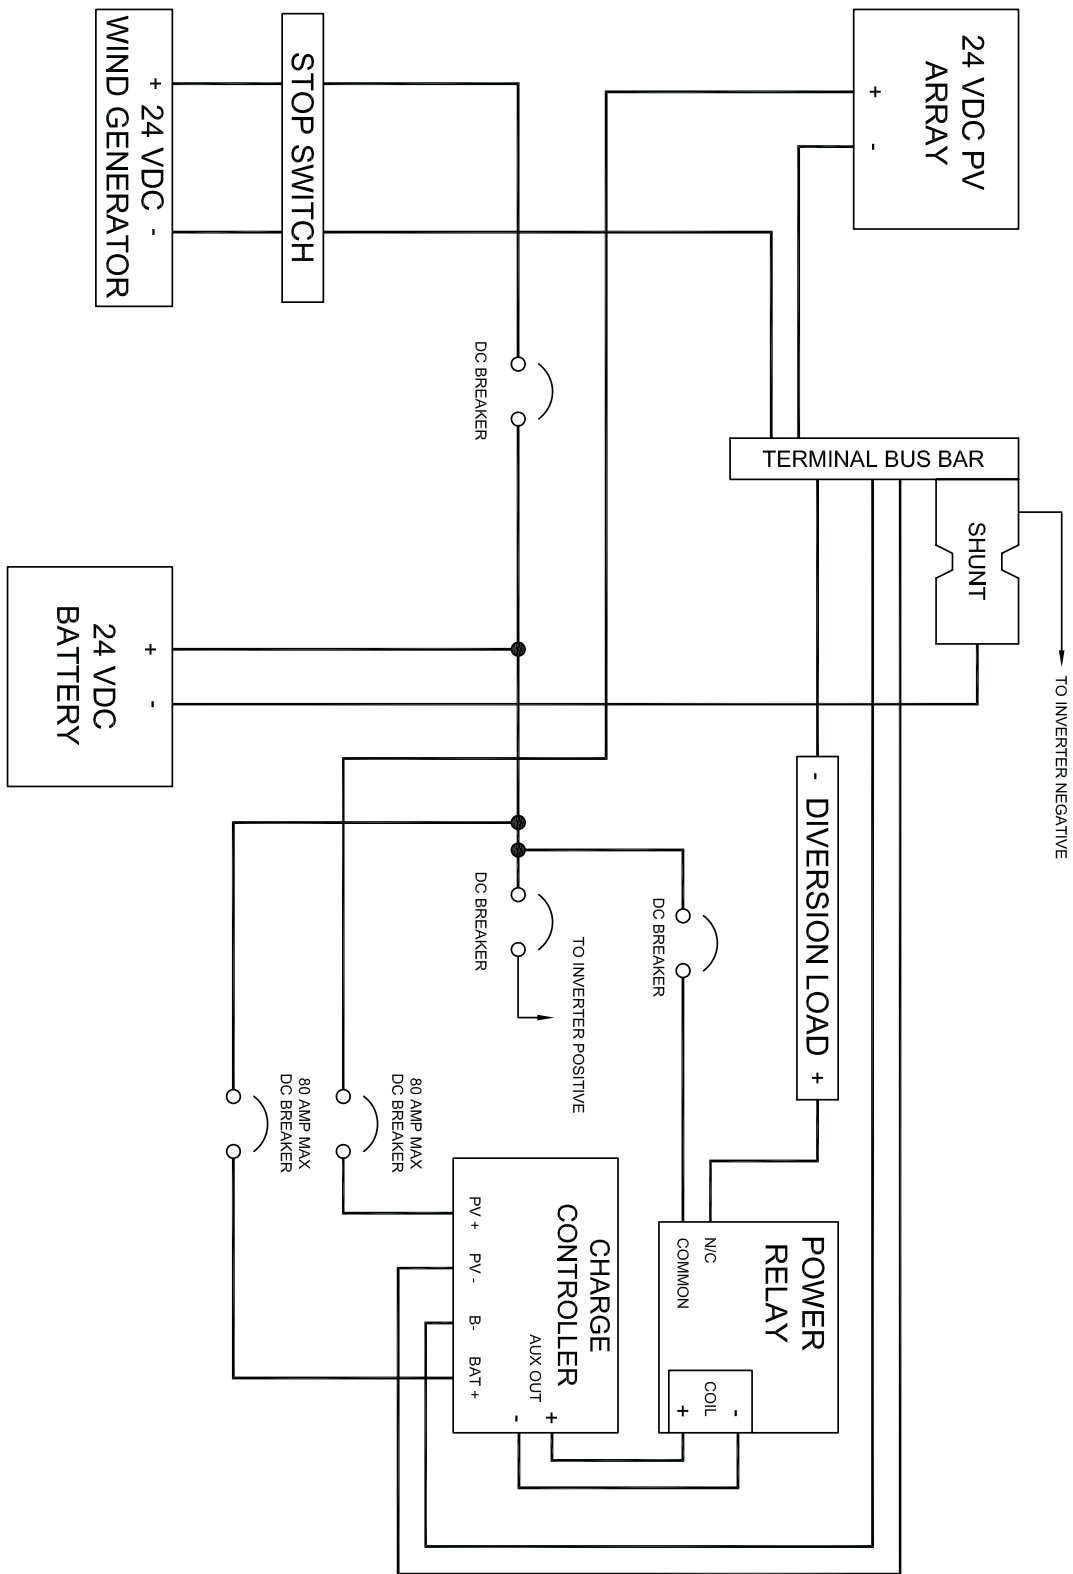 24 VDC PV
ARRAY
+
-
+ 24 VDC -
WIND GENERATOR
STOP SWITCH
DC BREAKER
TERMINAL BUS BAR
SHUNT
TO INVERTER NEGATIVE
24 VDC
BATTERY
+
-
- DIVERSION LOAD +
DC BREAKER
TO INVERTER POSITIVE
DC BREAKER
80 AMP MAX
DC BREAKER
80 AMP MAX
DC BREAKER
CHARGE
CONTROLLER
PV +
PV -
B-
BAT +
AUX OUT
-
+
POWER
RELAY
N/C
COMMON
COIL
+
-